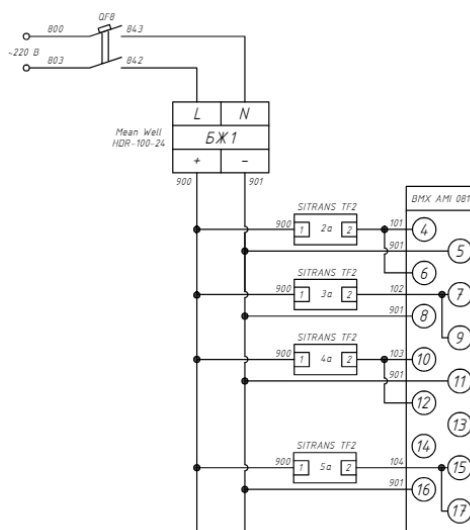 QF8
800 843
~220 В
803 842
L N
Mean Well
HDR-100-24
БЖ1
+ −
900 901
BMX AMI 081
SITRANS TF2
900 1 2а 2 101 4
901 5
6
SITRANS TF2
900 1 3а 2 102 7
901 8
9
SITRANS TF2
900 1 4а 2 103 10
901 11
12
13
14
SITRANS TF2
900 1 5а 2 104 15
901 16
17